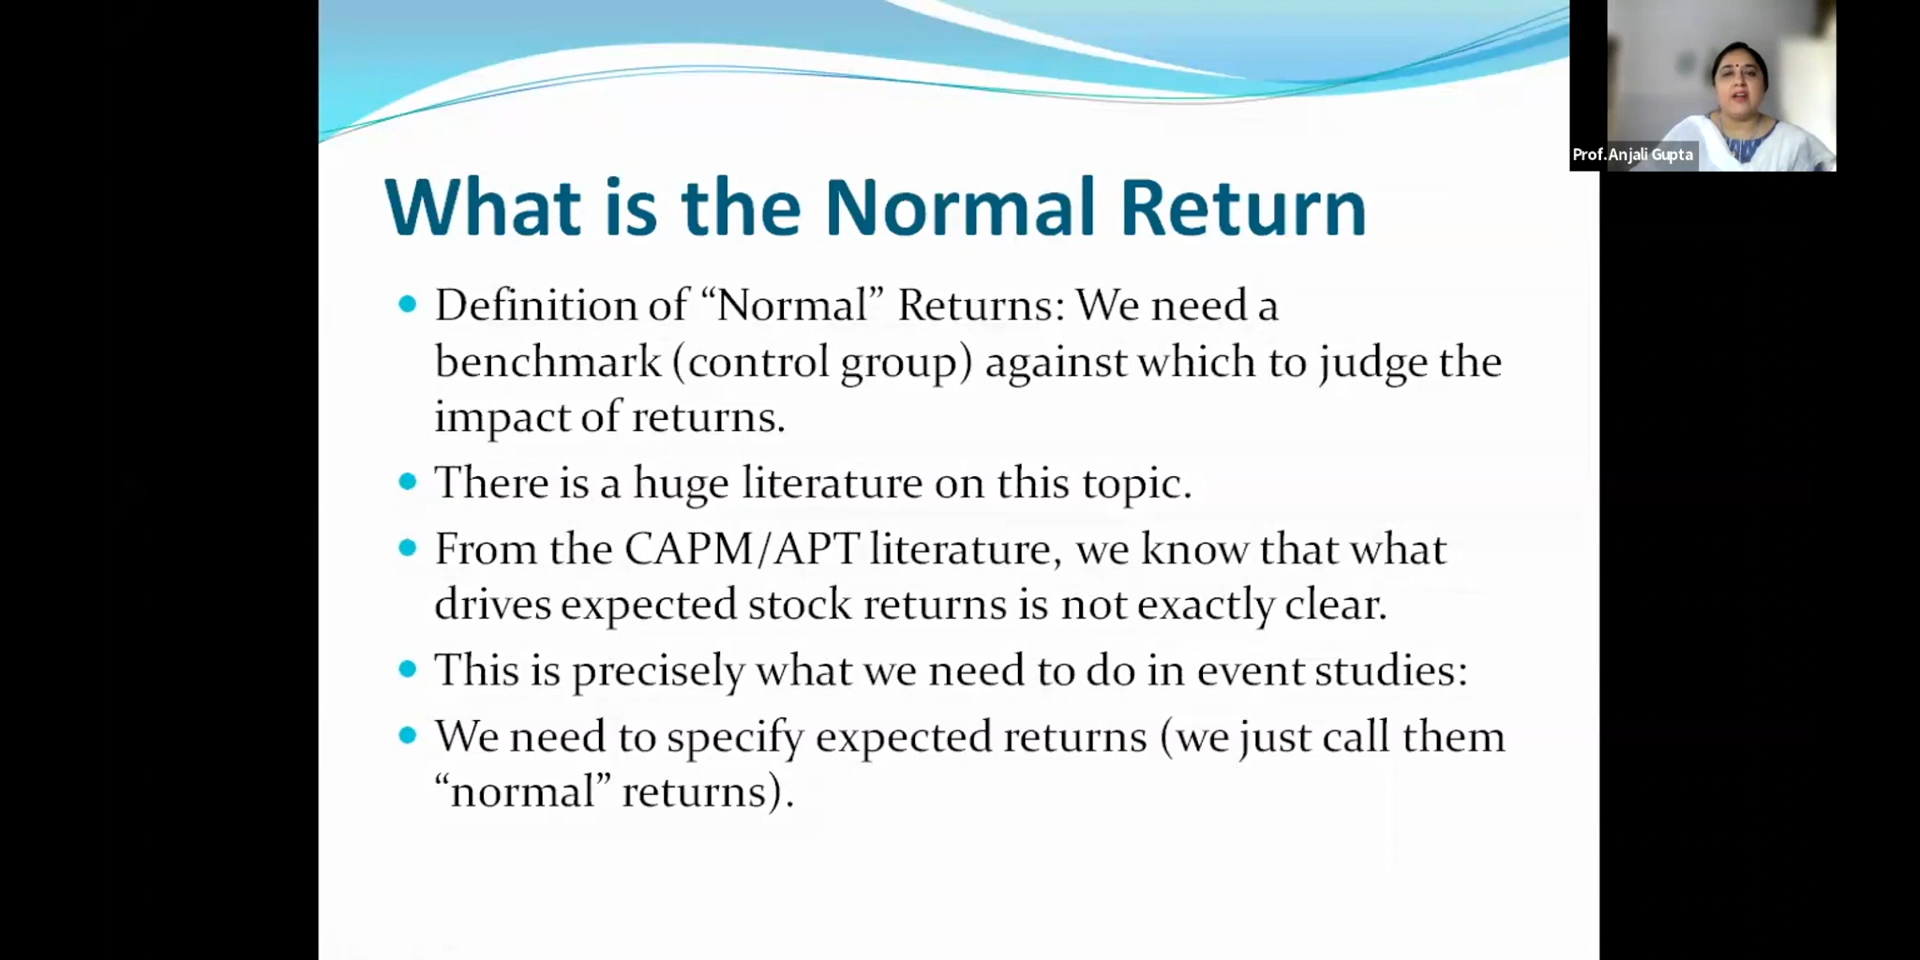 What is the Normal Return
Definition of “Normal” Returns: We need a
benchmark (control group) against which to judge the
impact of returns.
There is a huge literature on this topic.
From the CAPM/APT literature, we know that what
drives expected stock returns is not exactly clear.
This is precisely what we need to do in event studies:
We need to specify expected returns (we just call them
“normal” returns).
Prof.Anjali Gupta